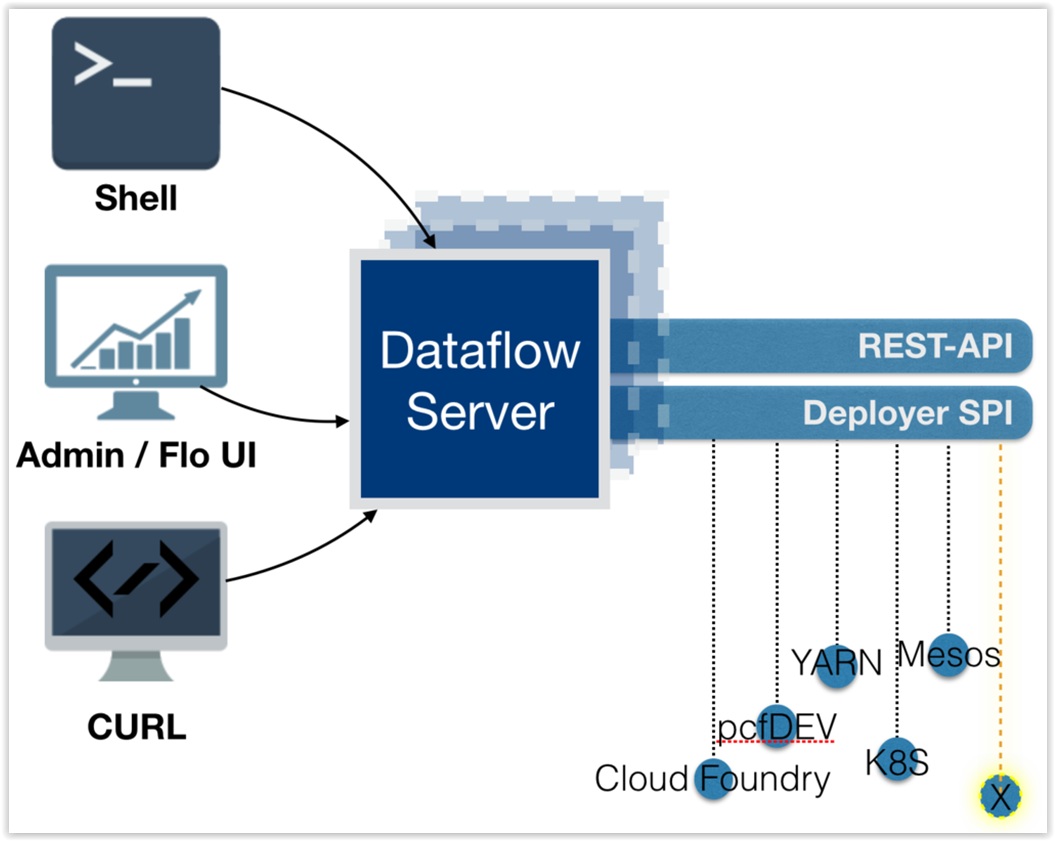 >_
Shell
Admin / Flo UI
</>
CURL
Dataflow
Server
REST-API
Deployer SPI
YARN
Mesos
pcfDEV
K8S
Cloud Foundry
X